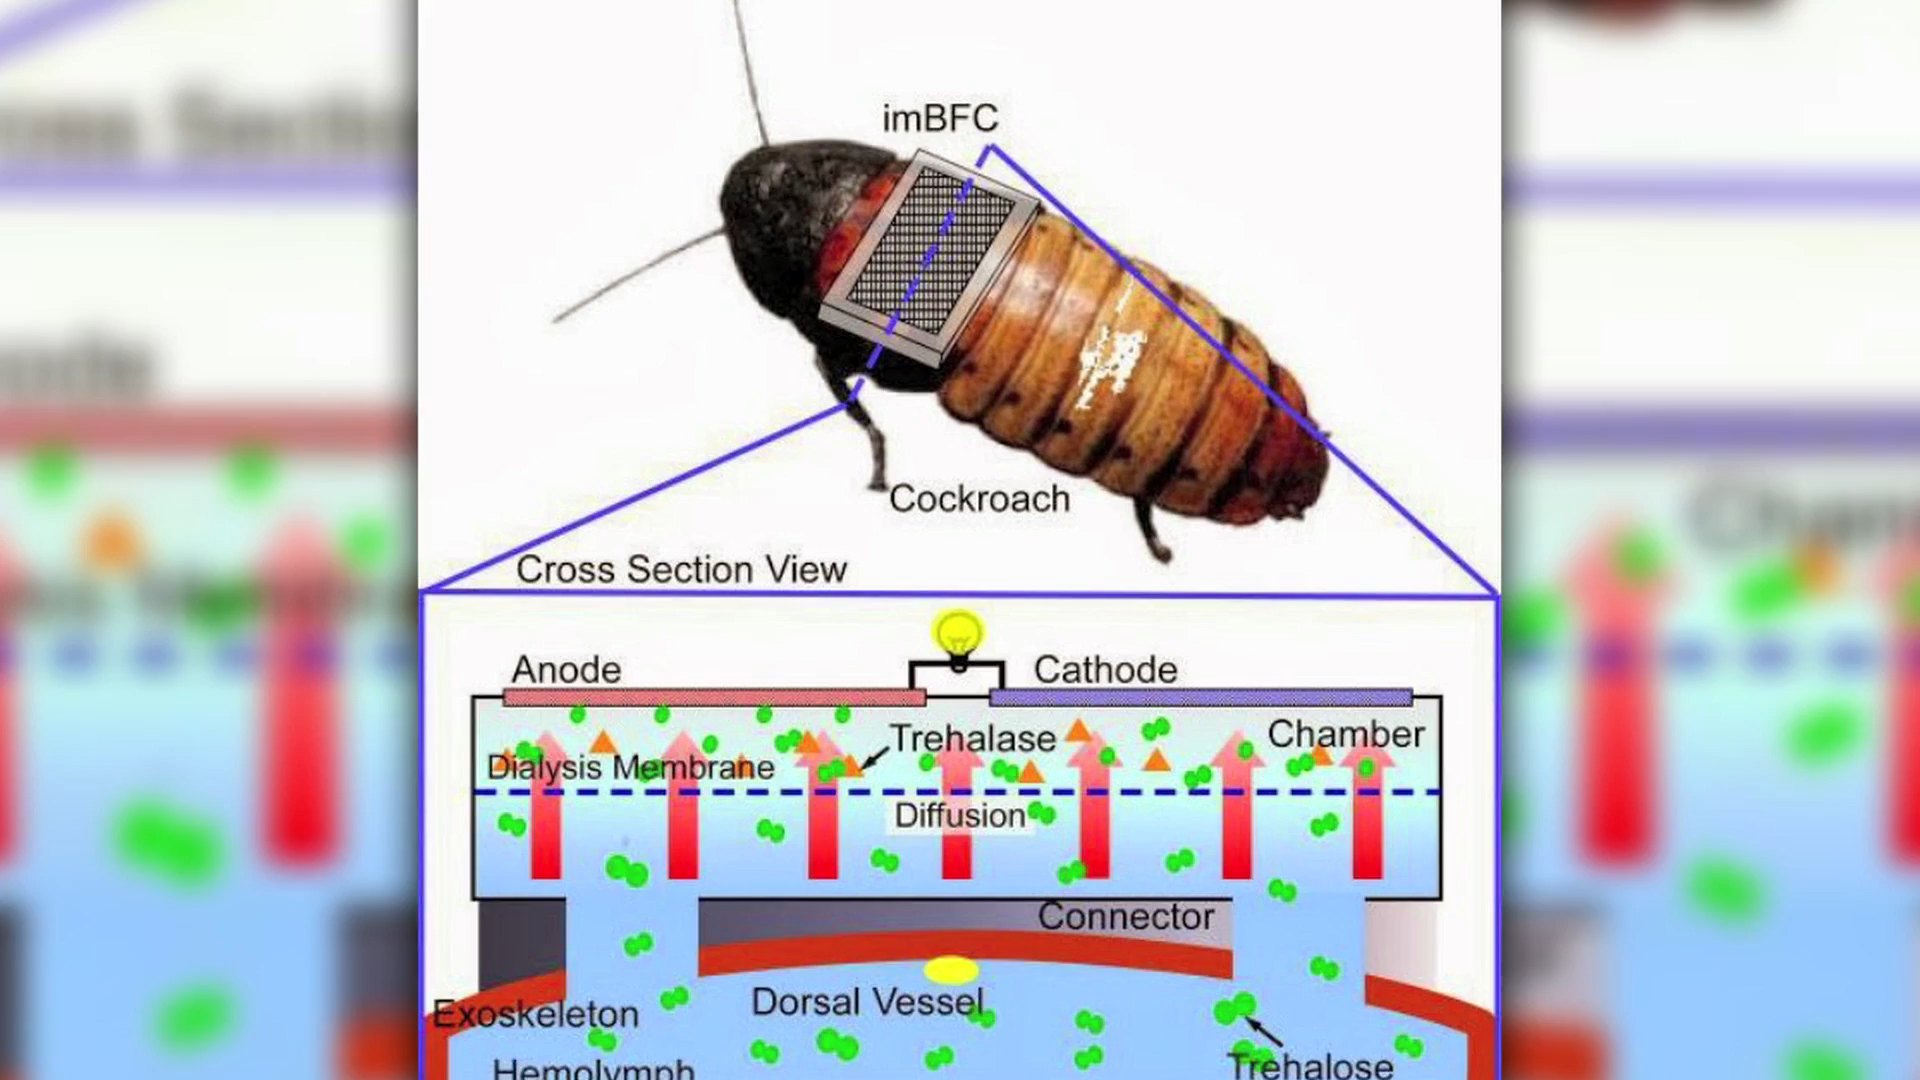 imBFC
Cockroach
Cross Section View
Anode
Cathode
Trehalase
Chamber
Dialysis Membrane
Diffusion
Connector
Exoskeleton
Dorsal Vessel
Hemolymph
Trehalose